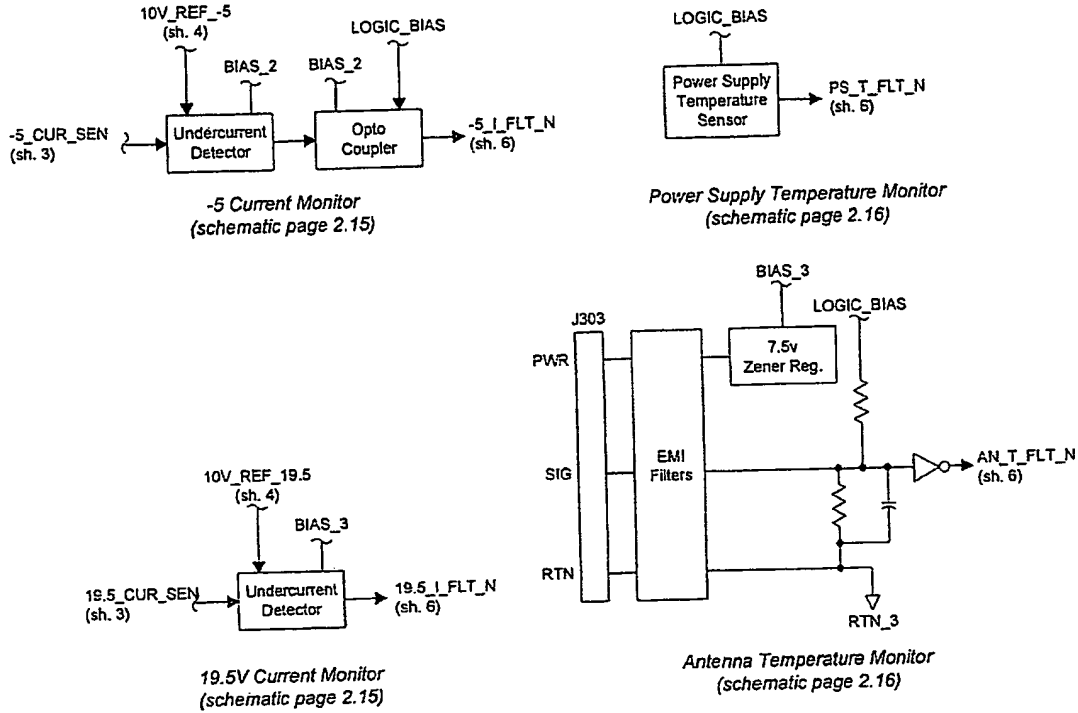 10V_REF_-5
(sh. 4)
LOGIC_BIAS
BIAS_2
BIAS_2
-5_CUR_SEN
(sh. 3)
Undercurrent
Detector
Opto
Coupler
-5_I_FLT_N
(sh. 6)
-5 Current Monitor
(schematic page 2.15)
LOGIC_BIAS
Power Supply
Temperature
Sensor
PS_T_FLT_N
(sh. 6)
Power Supply Temperature Monitor
(schematic page 2.16)
10V_REF_19.5
(sh. 4)
BIAS_3
19.5_CUR_SEN
(sh. 3)
Undercurrent
Detector
19.5_I_FLT_N
(sh. 6)
19.5V Current Monitor
(schematic page 2.15)
BIAS_3
LOGIC_BIAS
J303
7.5v
Zener Reg.
PWR
EMI
Filters
SIG
AN_T_FLT_N
(sh. 6)
RTN
RTN_3
Antenna Temperature Monitor
(schematic page 2.16)